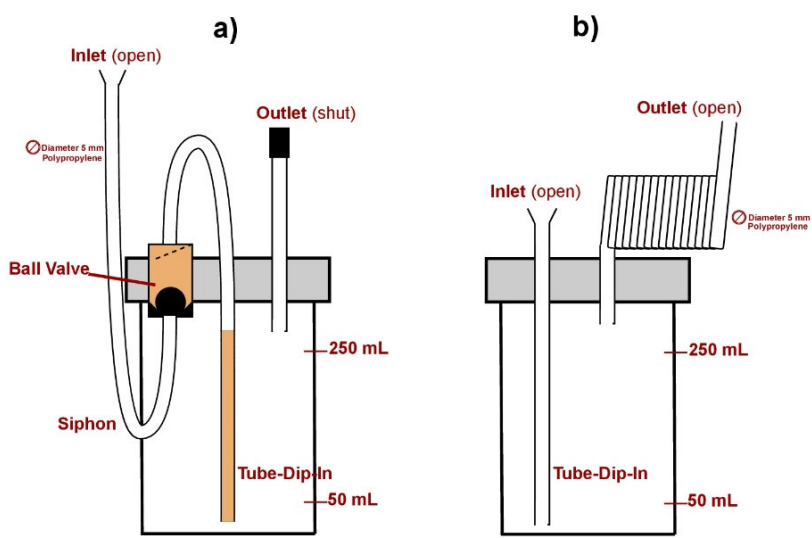 a)
Inlet (open)
Outlet (shut)
Diameter 5 mm
Polypropylene
Ball Valve
250 mL
Siphon
Tube-Dip-In
50 mL
b)
Outlet (open)
Inlet (open)
Diameter 5 mm
Polypropylene
250 mL
Tube-Dip-In
50 mL